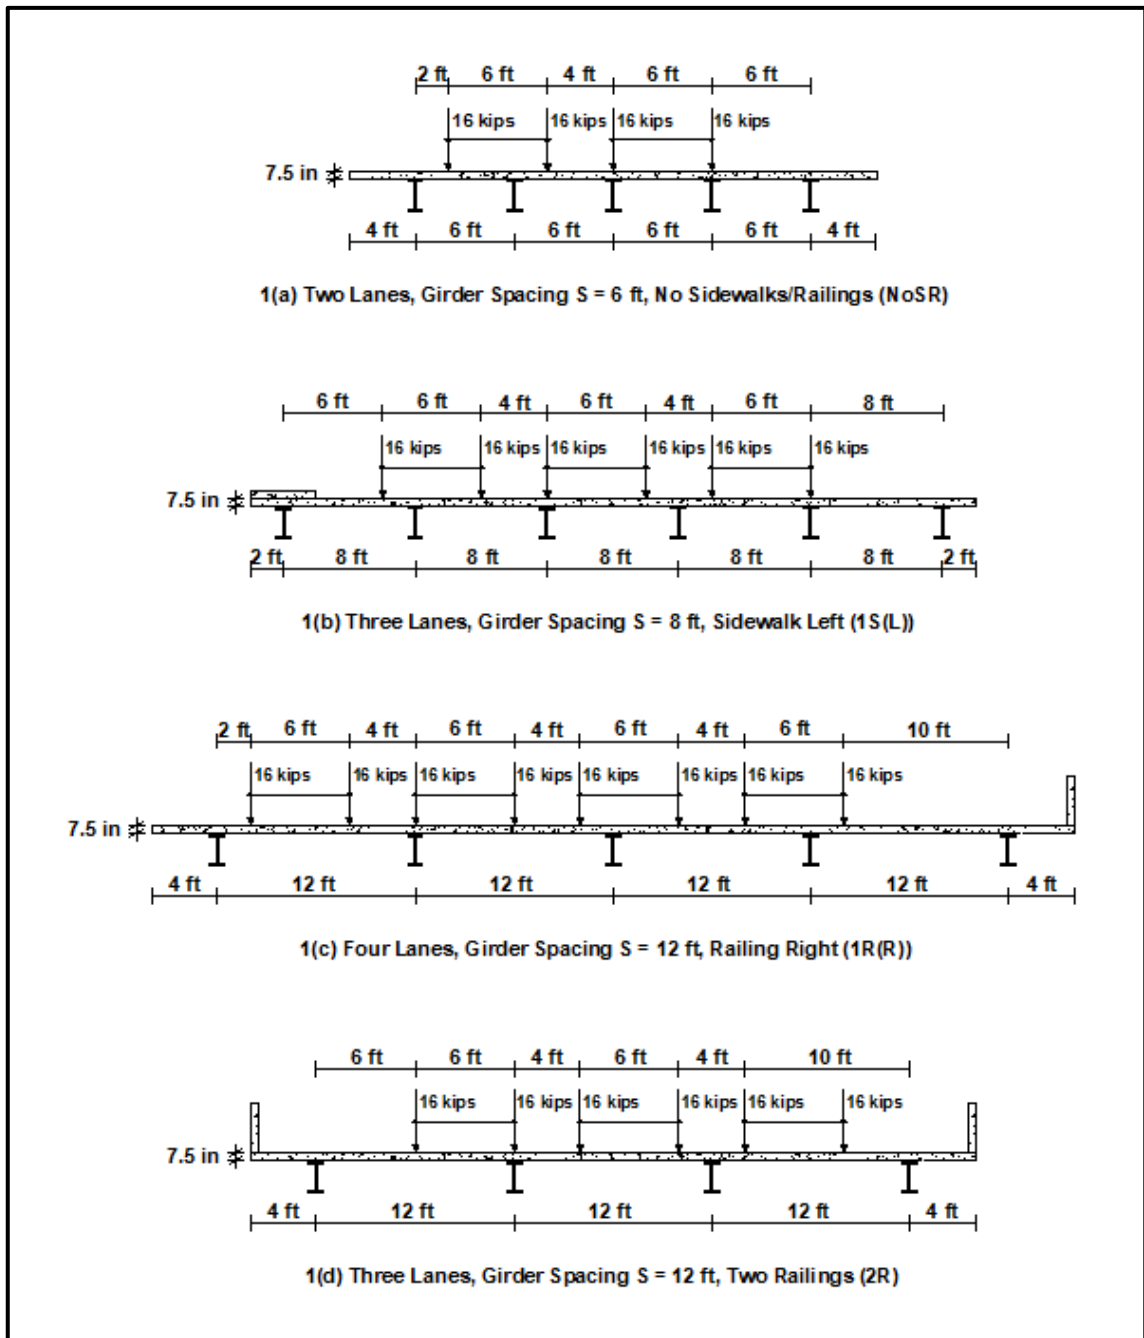 2 ft 6 ft 4 ft 6 ft 6 ft
16 kips 16 kips 16 kips 16 kips
7.5 in
4 ft 6 ft 6 ft 6 ft 6 ft 4 ft
1(a) Two Lanes, Girder Spacing S = 6 ft, No Sidewalks/Railings (NoSR)
6 ft 6 ft 4 ft 6 ft 4 ft 6 ft 8 ft
16 kips 16 kips 16 kips 16 kips 16 kips 16 kips
7.5 in
2 ft 8 ft 8 ft 8 ft 8 ft 8 ft 2 ft
1(b) Three Lanes, Girder Spacing S = 8 ft, Sidewalk Left (1S(L))
2 ft 6 ft 4 ft 6 ft 4 ft 6 ft 4 ft 6 ft 10 ft
16 kips 16 kips 16 kips 16 kips 16 kips 16 kips 16 kips 16 kips
7.5 in
4 ft 12 ft 12 ft 12 ft 12 ft 4 ft
1(c) Four Lanes, Girder Spacing S = 12 ft, Railing Right (1R(R))
6 ft 6 ft 4 ft 6 ft 4 ft 10 ft
16 kips 16 kips 16 kips 16 kips 16 kips 16 kips
7.5 in
4 ft 12 ft 12 ft 12 ft 4 ft
1(d) Three Lanes, Girder Spacing S = 12 ft, Two Railings (2R)